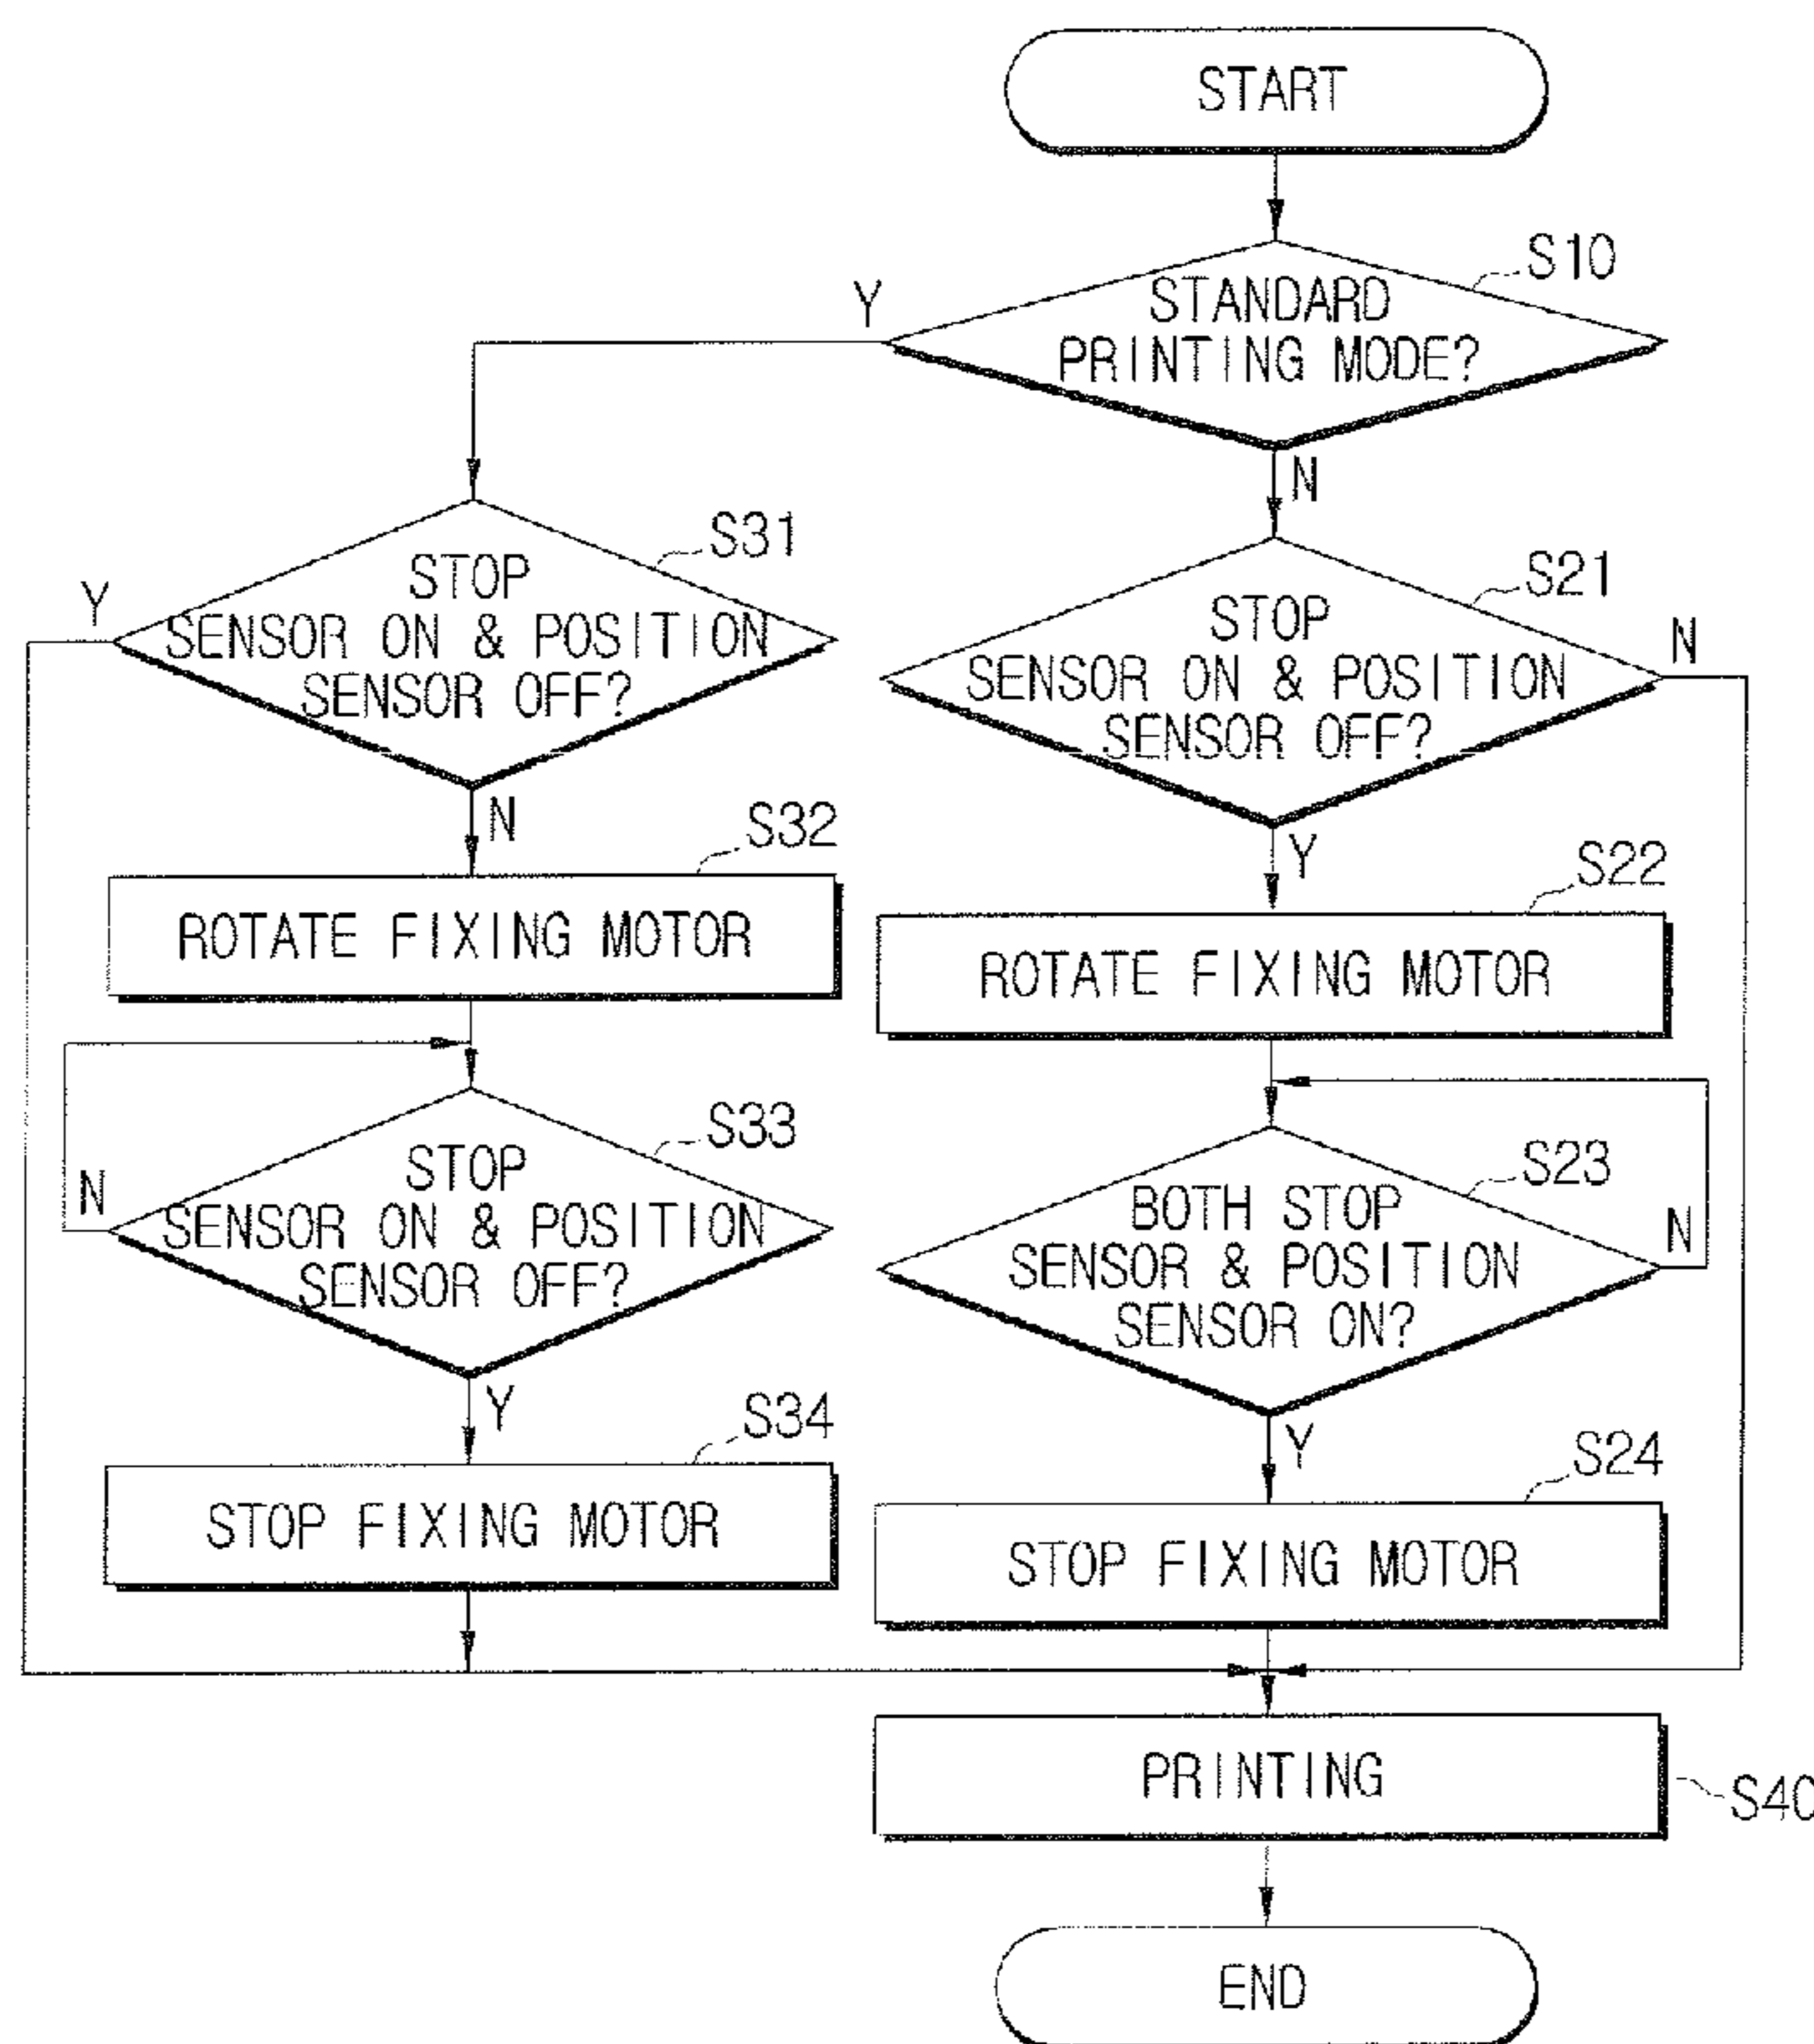 START
S10
STANDARD
PRINTING MODE?
Y
N
S31
STOP
SENSOR ON & POSITION
SENSOR OFF?
Y
N
S21
STOP
SENSOR ON & POSITION
SENSOR OFF?
N
Y
S32
ROTATE FIXING MOTOR
S22
ROTATE FIXING MOTOR
S33
STOP
SENSOR ON & POSITION
SENSOR OFF?
N
Y
S23
BOTH STOP
SENSOR & POSITION
SENSOR ON?
N
Y
S34
STOP FIXING MOTOR
S24
STOP FIXING MOTOR
PRINTING
S40
END